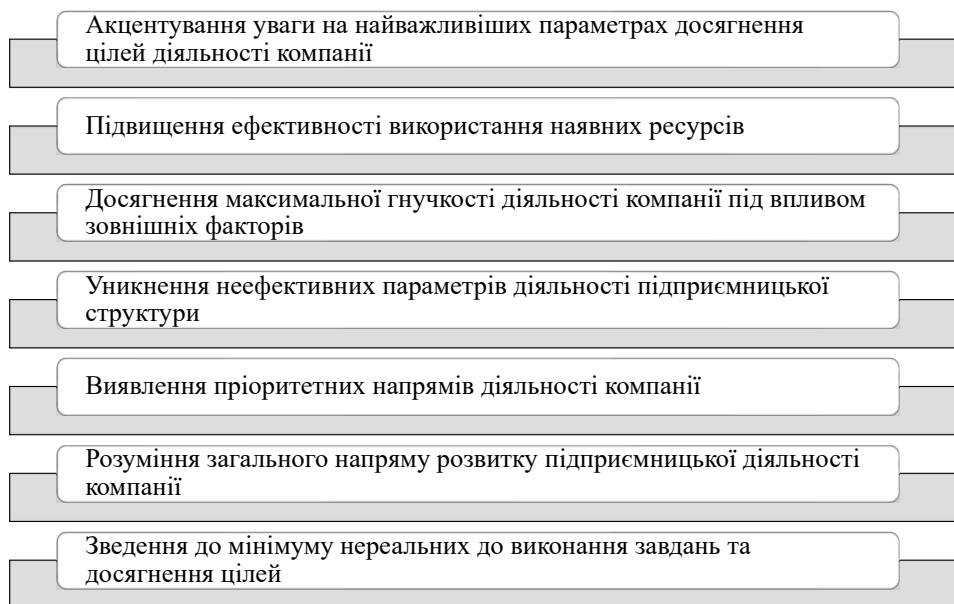 Акцентування уваги на найважливіших параметрах досягнення
цілей діяльності компанії
Підвищення ефективності використання наявних ресурсів
Досягнення максимальної гнучкості діяльності компанії під впливом
зовнішніх факторів
Уникнення неефективних параметрів діяльності підприємницької
структури
Виявлення пріоритетних напрямів діяльності компанії
Розуміння загального напряму розвитку підприємницької діяльності
компанії
Зведення до мінімуму нереальних до виконання завдань та
досягнення цілей